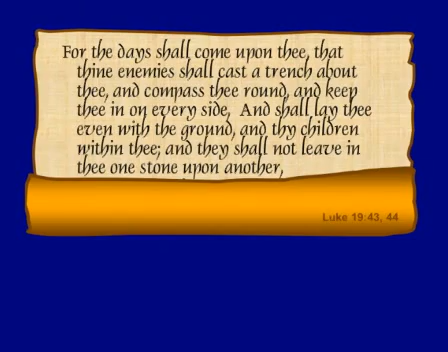 For the days shall come upon thee, that
thine enemies shall cast a trench about
thee, and compass thee round, and keep
thee in on every side, And shall lay thee
even with the ground, and thy children
within thee; and they shall not leave in
thee one stone upon another,
Luke 19:43, 44